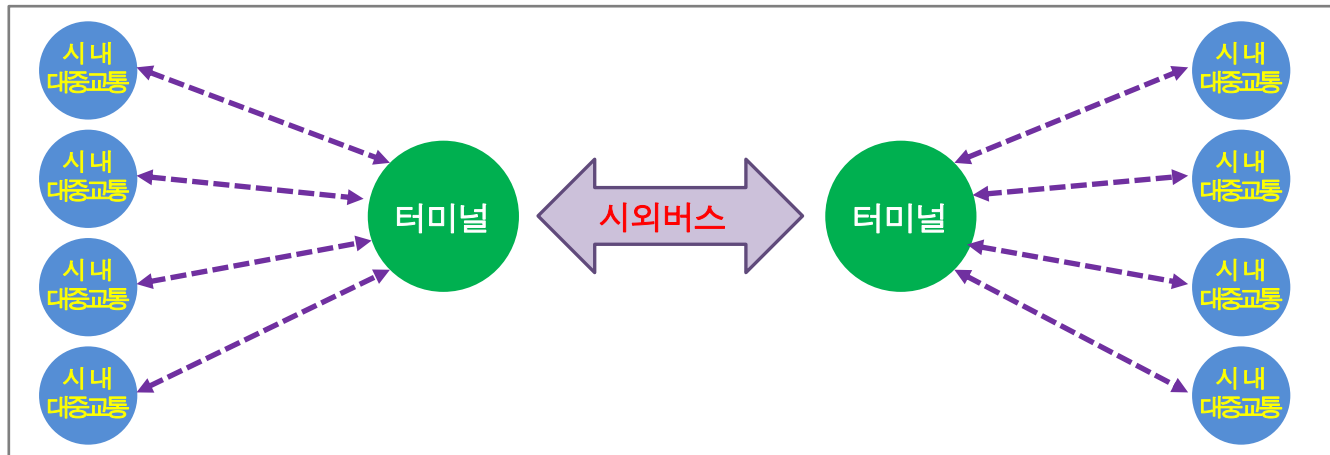 시 내
대중교통
시 내
대중교통
시 내
대중교통
시 내
대중교통
터미널
시외버스
터미널
시 내
대중교통
시 내
대중교통
시 내
대중교통
시 내
대중교통